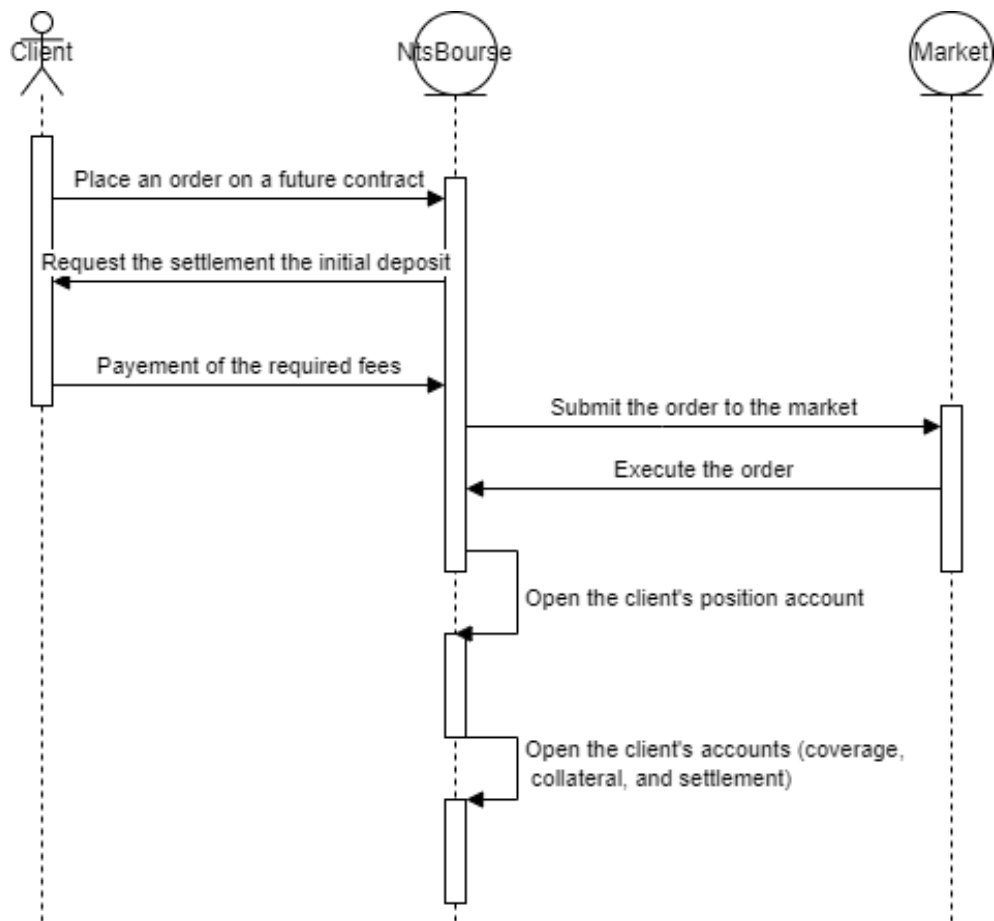 Client
NtsBourse
Market
Place an order on a future contract
Request the settlement the initial deposit
Payement of the required fees
Submit the order to the market
Execute the order
Open the client's position account
Open the client's accounts (coverage,
collateral, and settlement)